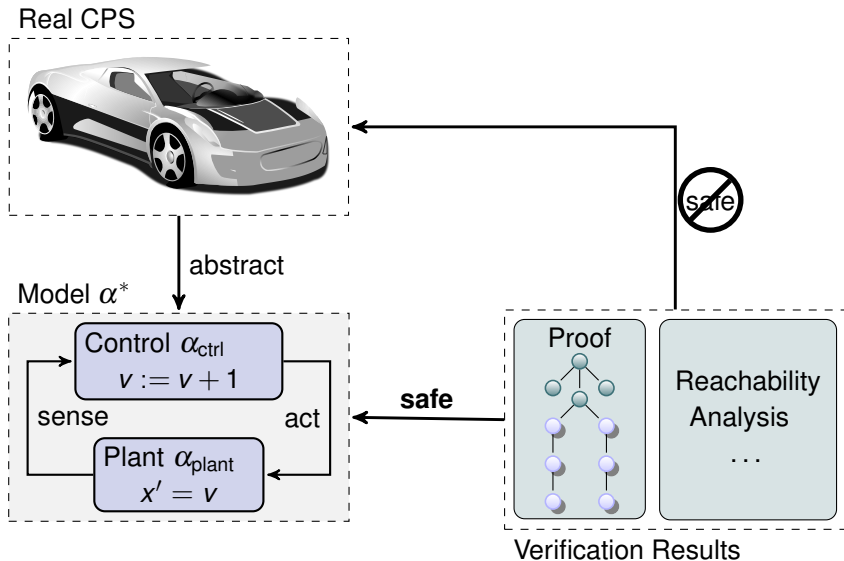 Real CPS
abstract
safe
Model α*
Control α_ctrl
v := v + 1
sense
act
Plant α_plant
x′ = v
safe
Proof
Reachability
Analysis
...
Verification Results